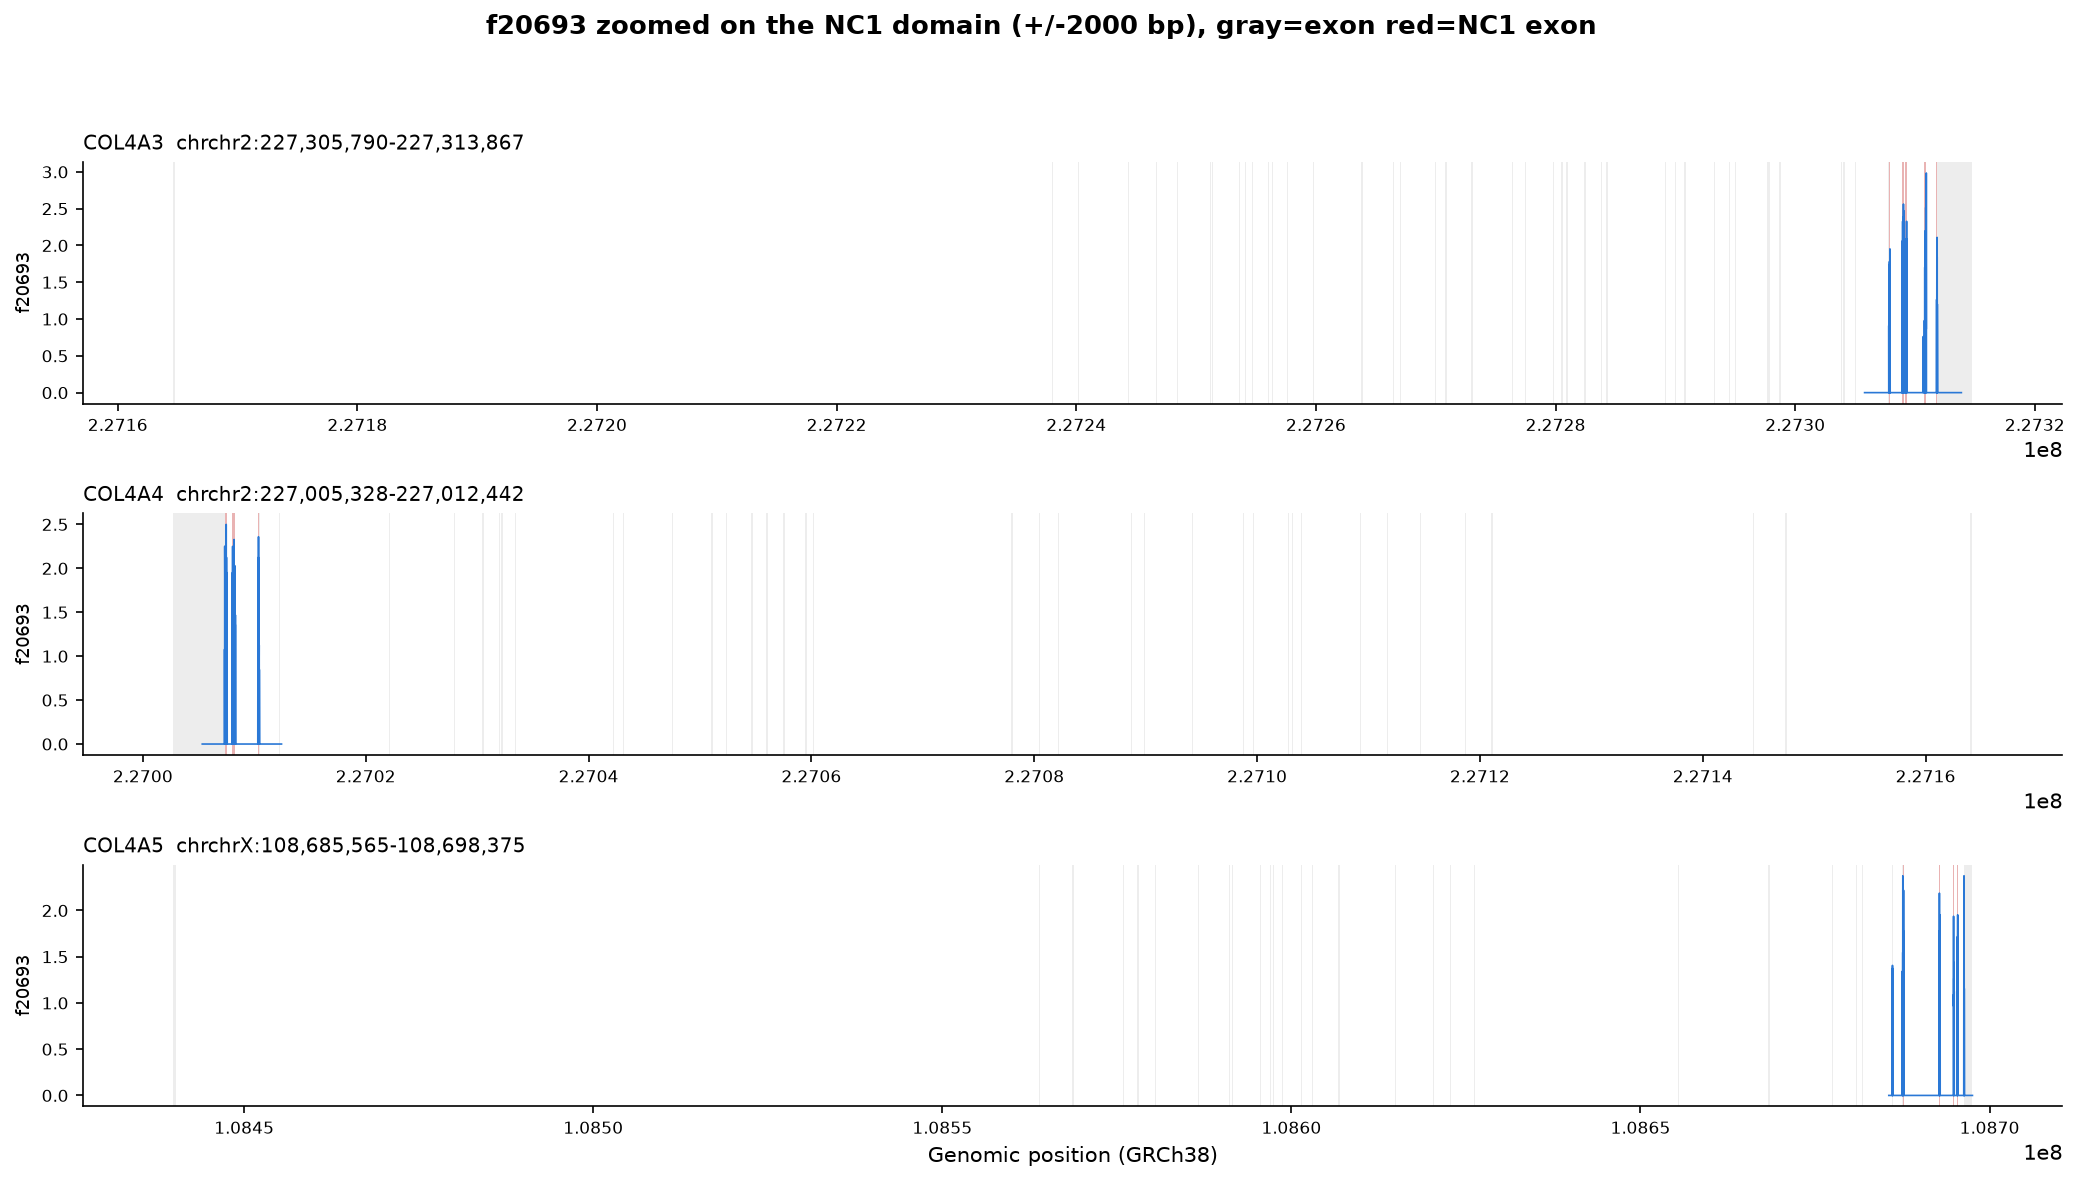 f20693 zoomed on the NC1 domain (+/-2000 bp), gray=exon red=NC1 exon
COL4A3  chrchr2:227,305,790-227,313,867
f20693
3.0
2.5
2.0
1.5
1.0
0.5
0.0
2.2716 2.2718 2.2720 2.2722 2.2724 2.2726 2.2728 2.2730 2.2732
1e8
COL4A4  chrchr2:227,005,328-227,012,442
f20693
2.5
2.0
1.5
1.0
0.5
0.0
2.2700 2.2702 2.2704 2.2706 2.2708 2.2710 2.2712 2.2714 2.2716
1e8
COL4A5  chrchrX:108,685,565-108,698,375
f20693
2.0
1.5
1.0
0.5
0.0
1.0845 1.0850 1.0855 1.0860 1.0865 1.0870
1e8
Genomic position (GRCh38)